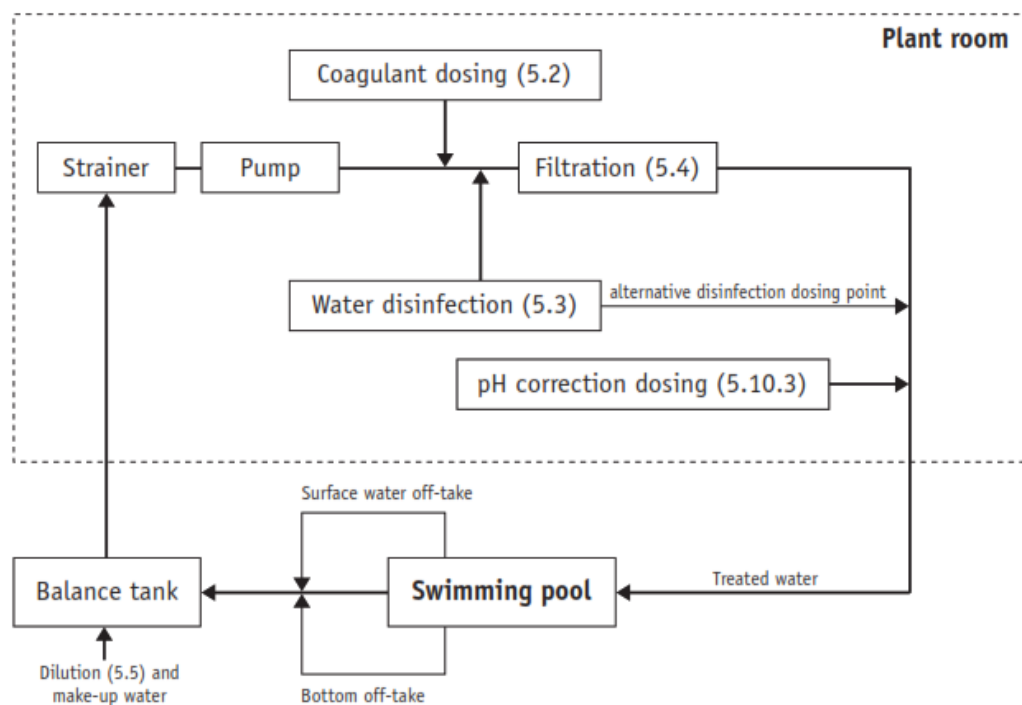 Plant room
Coagulant dosing (5.2)
Strainer
Pump
Filtration (5.4)
Water disinfection (5.3)
alternative disinfection dosing point
pH correction dosing (5.10.3)
Surface water off-take
Balance tank
Swimming pool
Treated water
Dilution (5.5) and
make-up water
Bottom off-take